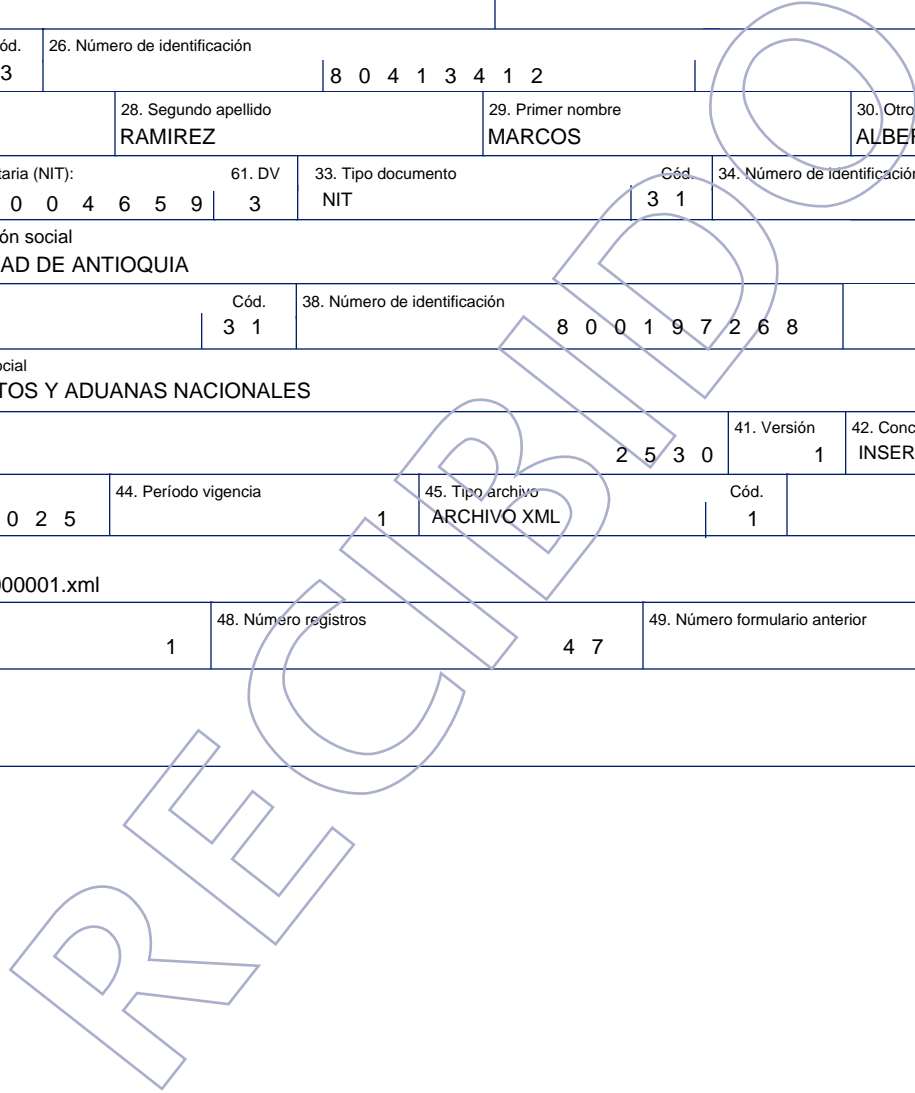 ód. 26. Número de identificación
3 8 0 4 1 3 4 1 2
28. Segundo apellido 29. Primer nombre 30. Otro
RAMIREZ MARCOS ALBER
taria (NIT): 61. DV 33. Tipo documento Cód. 34. Número de identificación
0 0 4 6 5 9 3 NIT 3 1
ón social
AD DE ANTIOQUIA
Cód. 38. Número de identificación
3 1 8 0 0 1 9 7 2 6 8
ocial
TOS Y ADUANAS NACIONALES
41. Versión 42. Conc
2 5 3 0 1 INSER
44. Período vigencia 45. Tipo archivo Cód.
0 2 5 1 ARCHIVO XML 1
000001.xml
48. Número registros 49. Número formulario anterior
1 4 7
RECIBIDO